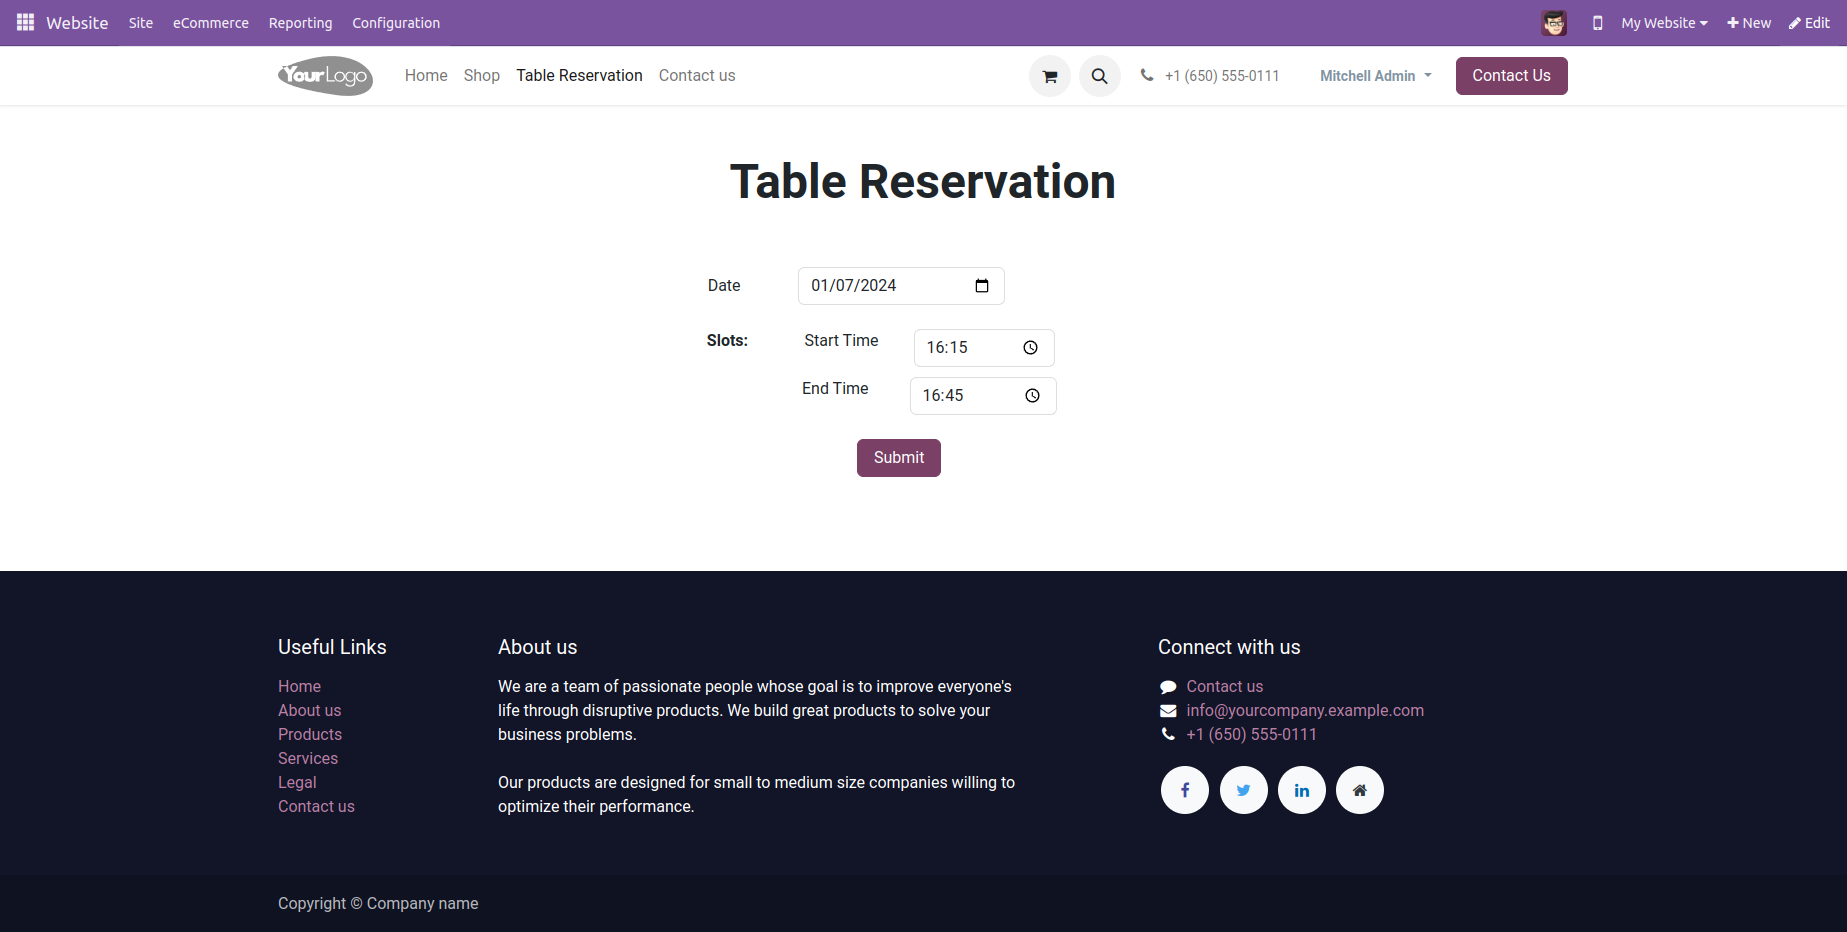 Website Site eCommerce Reporting Configuration My Website New Edit
YourLogo Home Shop Table Reservation Contact us +1 (650) 555-0111 Mitchell Admin Contact Us
Table Reservation
Date 01/07/2024
Slots: Start Time 16:15
End Time 16:45
Submit
Useful Links
Home
About us
Products
Services
Legal
Contact us
About us
We are a team of passionate people whose goal is to improve everyone's
life through disruptive products. We build great products to solve your
business problems.
Our products are designed for small to medium size companies willing to
optimize their performance.
Connect with us
Contact us
info@yourcompany.example.com
+1 (650) 555-0111
Copyright © Company name